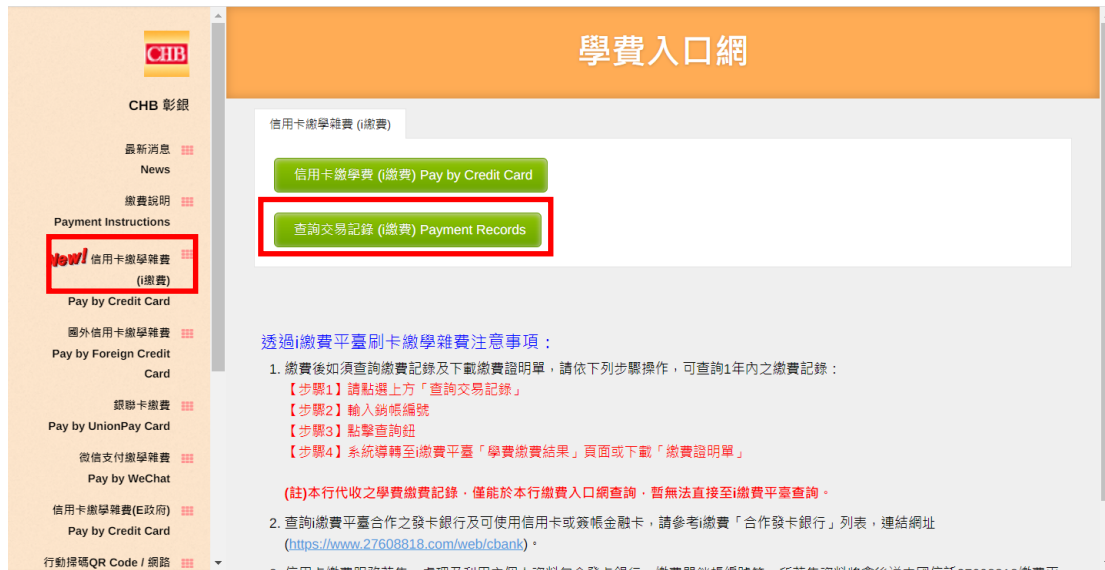 CHB
CHB 彰銀
最新消息
News
繳費說明
Payment Instructions
New! 信用卡繳學雜費
(i繳費)
Pay by Credit Card
國外信用卡繳學雜費
Pay by Foreign Credit
Card
銀聯卡繳費
Pay by UnionPay Card
微信支付繳學雜費
Pay by WeChat
信用卡繳學雜費(E政府)
Pay by Credit Card
行動掃碼QR Code / 網路
學費入口網
信用卡繳學雜費 (i繳費)
信用卡繳學費 (i繳費) Pay by Credit Card
查詢交易記錄 (i繳費) Payment Records
透過i繳費平臺刷卡繳學雜費注意事項：
1. 繳費後如須查詢繳費記錄及下載繳費證明單，請依下列步驟操作，可查詢1年內之繳費記錄：
【步驟1】請點選上方「查詢交易記錄」
【步驟2】輸入銷帳編號
【步驟3】點擊查詢鈕
【步驟4】系統導轉至i繳費平臺「學費繳費結果」頁面或下載「繳費證明單」
(註)本行代收之學費繳費記錄，僅能於本行繳費入口網查詢，暫無法直接至i繳費平臺查詢。
2. 查詢i繳費平臺合作之發卡銀行及可使用信用卡或簽帳金融卡，請參考i繳費「合作發卡銀行」列表，連結網址
(https://www.27608818.com/web/cbank)。